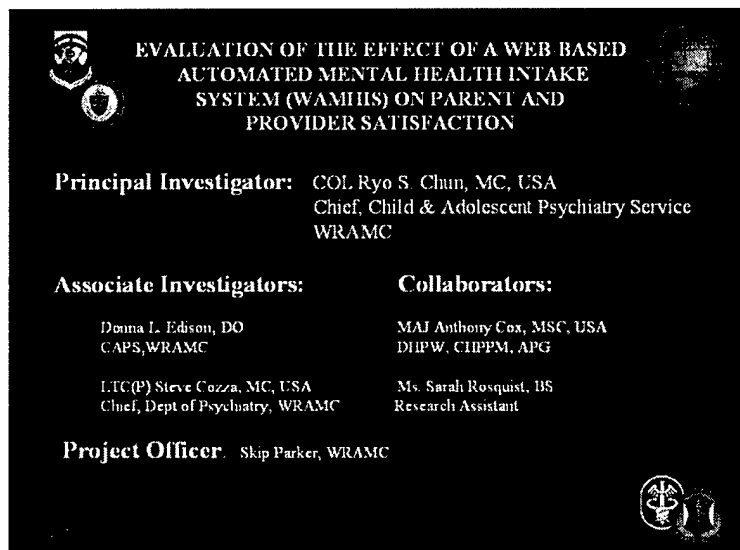 EVALUATION OF THE EFFECT OF A WEB BASED
AUTOMATED MENTAL HEALTH INTAKE
SYSTEM (WAMHIS) ON PARENT AND
PROVIDER SATISFACTION
Principal Investigator: COL Ryo S. Chun, MC, USA
Chief, Child & Adolescent Psychiatry Service
WRAMC
Associate Investigators:
Donna L. Edison, DO
CAPS,WRAMC
LTC(P) Steve Cozza, MC, USA
Chief, Dept of Psychiatry, WRAMC
Collaborators:
MAJ Anthony Cox, MSC, USA
DHPW, CHPPM, APG
Ms. Sarah Rosquist, BS
Research Assistant
Project Officer. Skip Parker, WRAMC